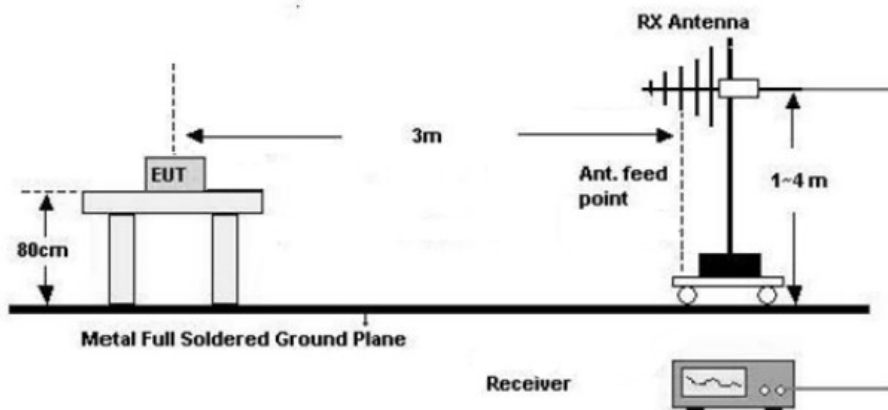 RX Antenna
3m
EUT
Ant. feed
point
1~4 m
80cm
Metal Full Soldered Ground Plane
Receiver